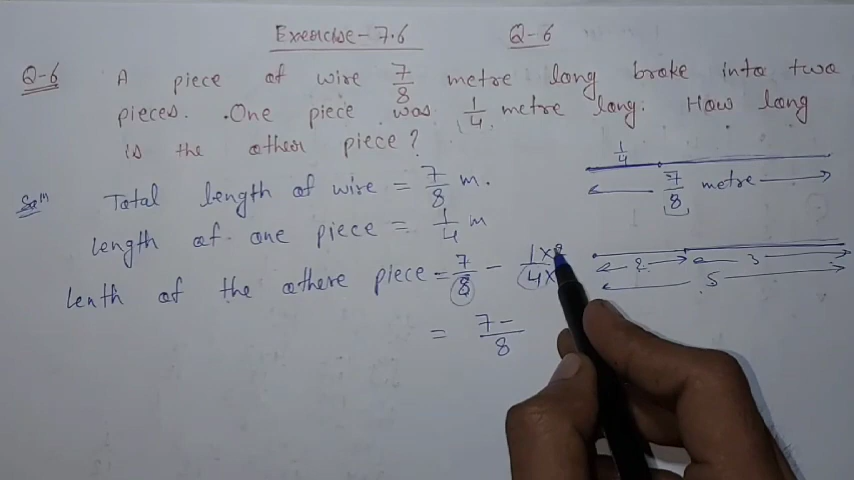 Exercise-7.6 Q-6
Q-6 A piece of wire 7/8 metre long broke into two
pieces. One piece was 1/4 metre long. How long
is the other piece?
Solⁿ Total length of wire = 7/8 m.
length of one piece = 1/4 m
lenth of the othere piece = 7/8 - 1×2/4×
= 7-/8
1/4
7/8 metre
2 3
5